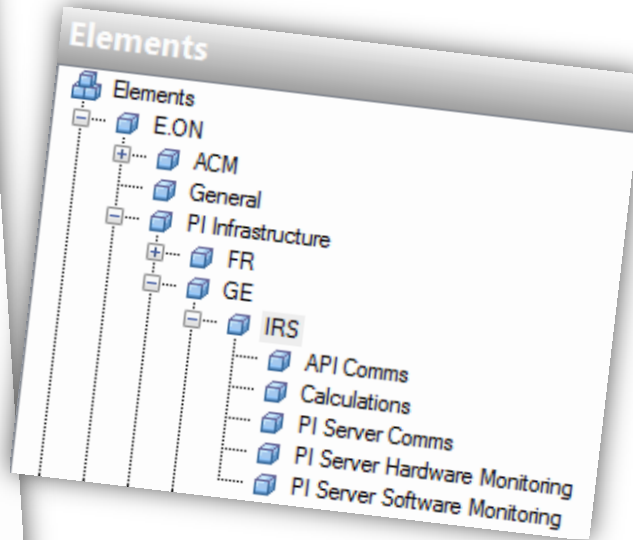 Elements
Elements
E.ON
ACM
General
PI Infrastructure
FR
GE
IRS
API Comms
Calculations
PI Server Comms
PI Server Hardware Monitoring
PI Server Software Monitoring